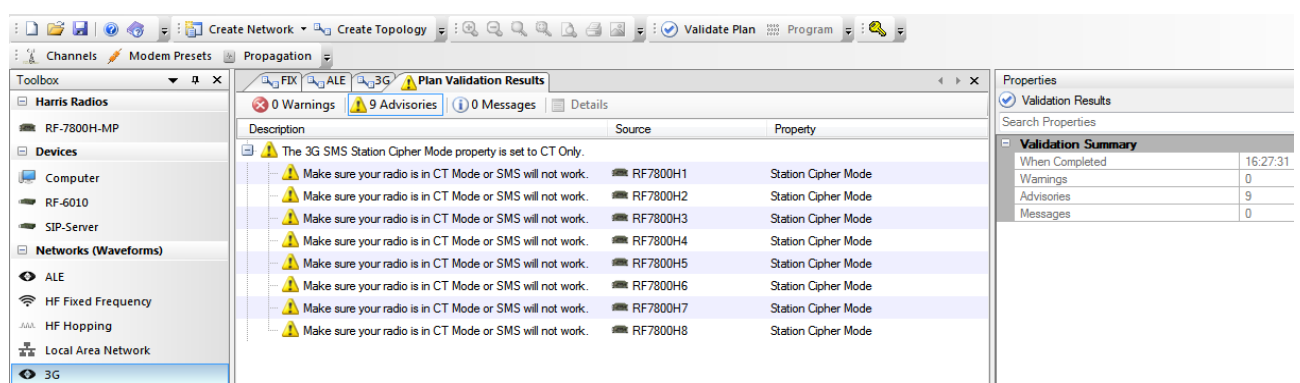 Create Network Create Topology Validate Plan Program
Channels Modem Presets Propagation
Toolbox
Harris Radios
RF-7800H-MP
Devices
Computer
RF-6010
SIP-Server
Networks (Waveforms)
ALE
HF Fixed Frequency
HF Hopping
Local Area Network
3G
FIX ALE 3G Plan Validation Results
0 Warnings 9 Advisories 0 Messages Details
Description Source Property
The 3G SMS Station Cipher Mode property is set to CT Only.
Make sure your radio is in CT Mode or SMS will not work. RF7800H1 Station Cipher Mode
Make sure your radio is in CT Mode or SMS will not work. RF7800H2 Station Cipher Mode
Make sure your radio is in CT Mode or SMS will not work. RF7800H3 Station Cipher Mode
Make sure your radio is in CT Mode or SMS will not work. RF7800H4 Station Cipher Mode
Make sure your radio is in CT Mode or SMS will not work. RF7800H5 Station Cipher Mode
Make sure your radio is in CT Mode or SMS will not work. RF7800H6 Station Cipher Mode
Make sure your radio is in CT Mode or SMS will not work. RF7800H7 Station Cipher Mode
Make sure your radio is in CT Mode or SMS will not work. RF7800H8 Station Cipher Mode
Properties
Validation Results
Search Properties
Validation Summary
When Completed 16:27:31
Warnings 0
Advisories 9
Messages 0